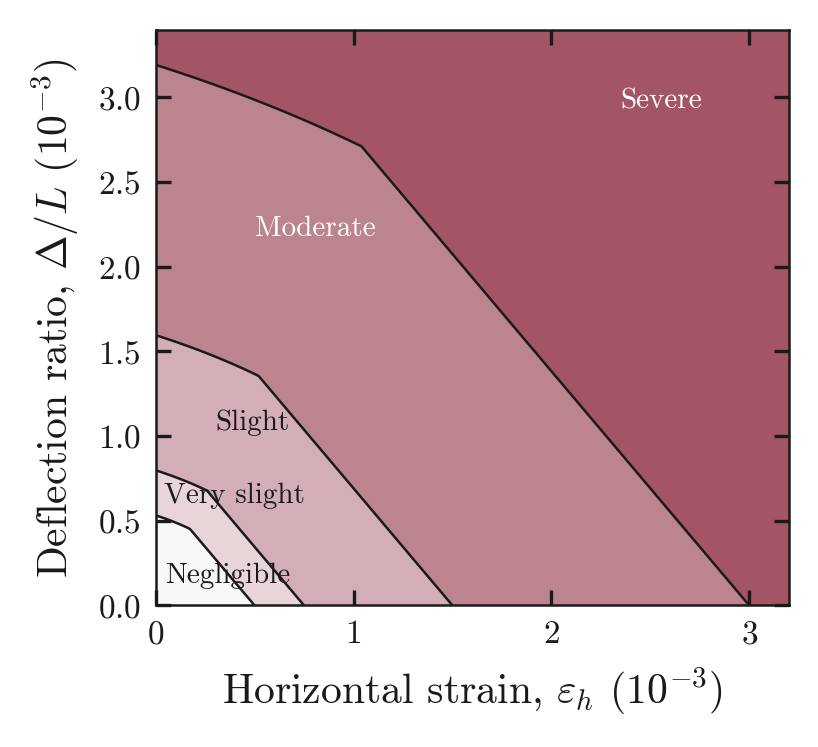 Deflection ratio, Δ/L (10⁻³)
3.0
2.5
2.0
1.5
1.0
0.5
0.0
Severe
Moderate
Slight
Very slight
Negligible
0 1 2 3
Horizontal strain, εₕ (10⁻³)